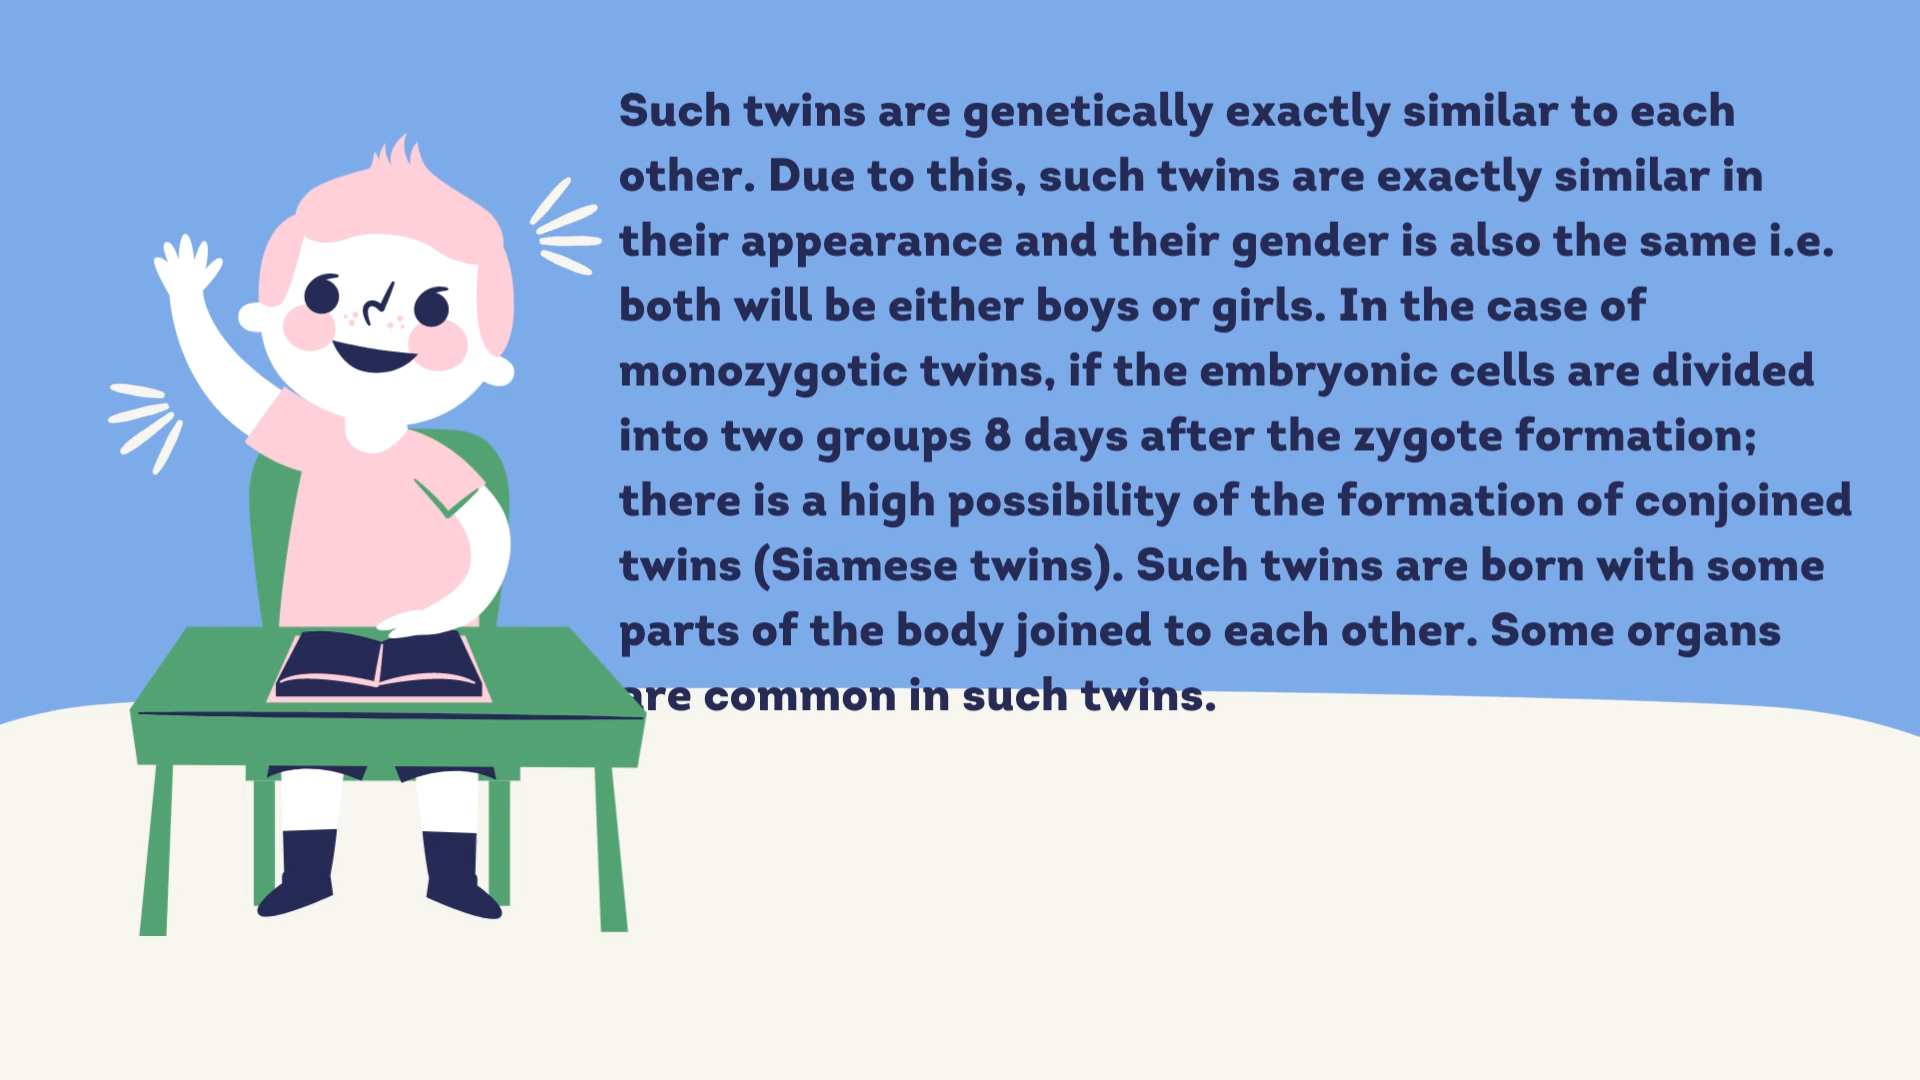 Such twins are genetically exactly similar to each
other. Due to this, such twins are exactly similar in
their appearance and their gender is also the same i.e.
both will be either boys or girls. In the case of
monozygotic twins, if the embryonic cells are divided
into two groups 8 days after the zygote formation;
there is a high possibility of the formation of conjoined
twins (Siamese twins). Such twins are born with some
parts of the body joined to each other. Some organs
are common in such twins.